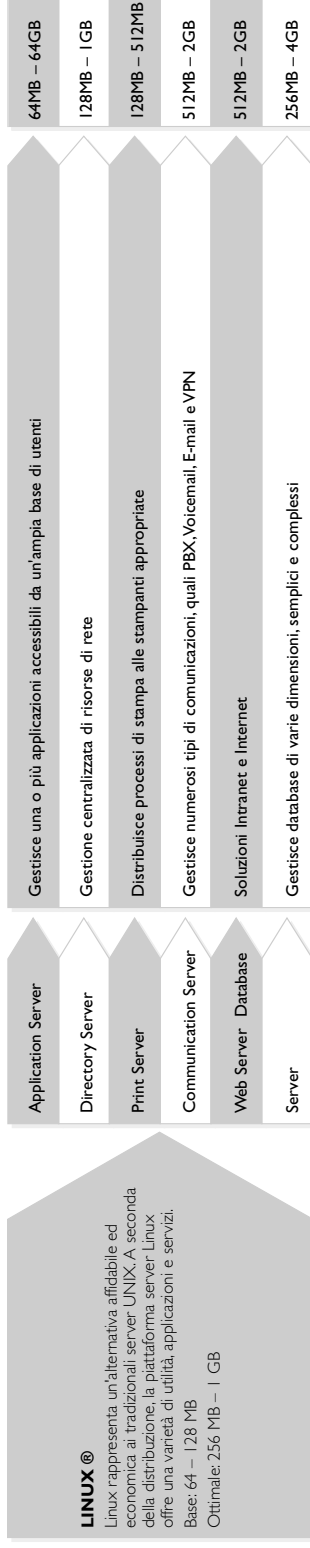 LINUX ®
Linux rappresenta un'alternativa affidabile ed
economica ai tradizionali server UNIX. A seconda
della distribuzione, la piattaforma server Linux
offre una varietà di utilità, applicazioni e servizi.
Base: 64 – 128 MB
Ottimale: 256 MB – 1 GB
Application Server
Gestisce una o più applicazioni accessibili da un'ampia base di utenti
64MB – 64GB
Directory Server
Gestione centralizzata di risorse di rete
128MB – 1GB
Print Server
Distribuisce processi di stampa alle stampanti appropriate
128MB – 512MB
Communication Server
Gestisce numerosi tipi di comunicazioni, quali PBX, Voicemail, E-mail e VPN
512MB – 2GB
Web Server Database
Soluzioni Intranet e Internet
512MB – 2GB
Server
Gestisce database di varie dimensioni, semplici e complessi
256MB – 4GB